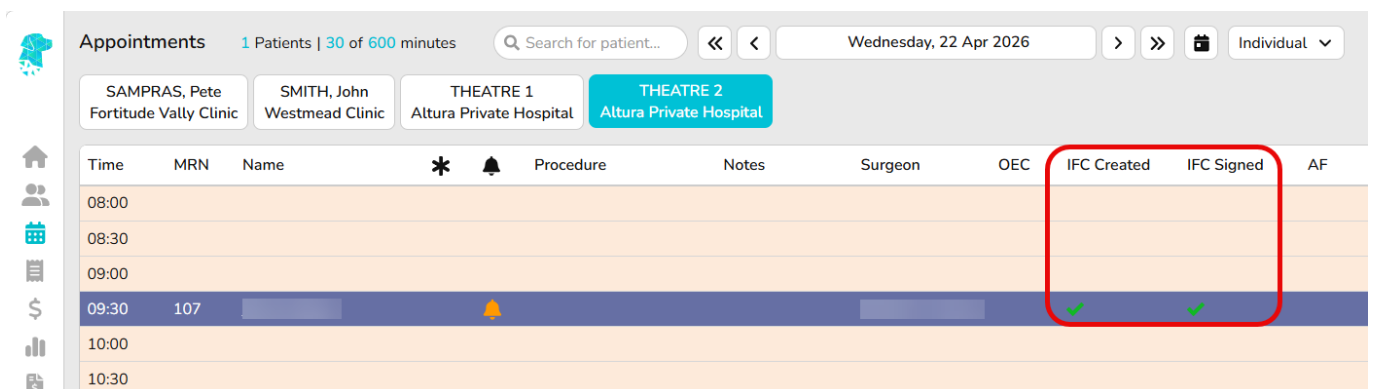 Appointments 1 Patients | 30 of 600 minutes Search for patient... Wednesday, 22 Apr 2026 Individual
SAMPRAS, Pete SMITH, John THEATRE 1 THEATRE 2
Fortitude Vally Clinic Westmead Clinic Altura Private Hospital Altura Private Hospital
Time MRN Name Procedure Notes Surgeon OEC IFC Created IFC Signed AF
08:00
08:30
09:00
09:30 107
10:00
10:30